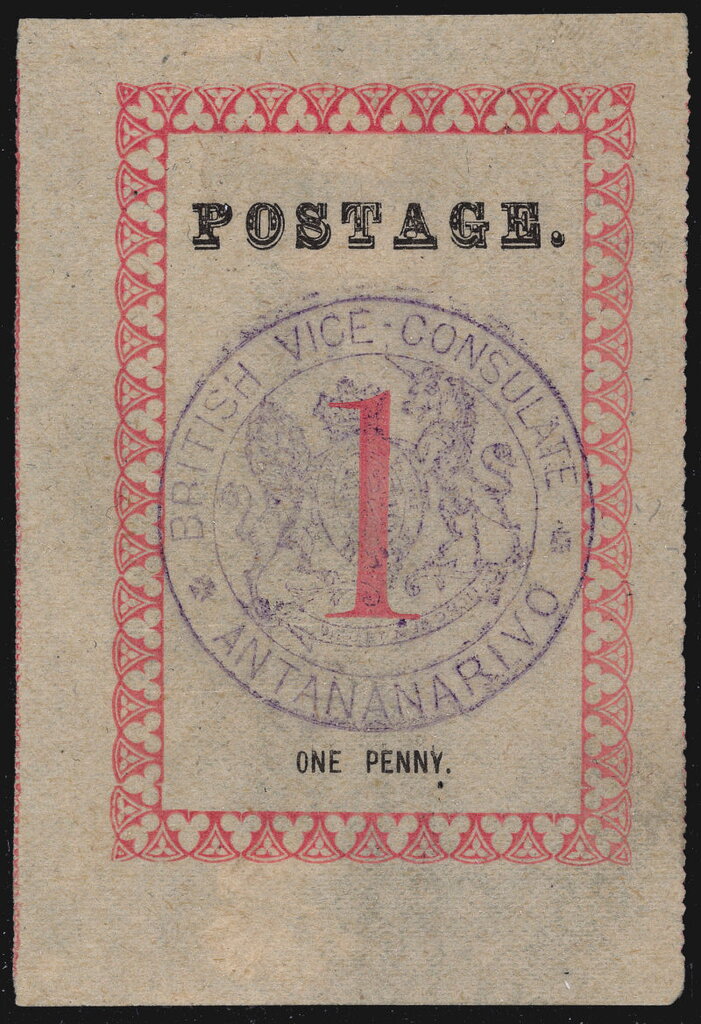 POSTAGE.
BRITISH VICE-CONSULATE
1
ANTANANARIVO
ONE PENNY.